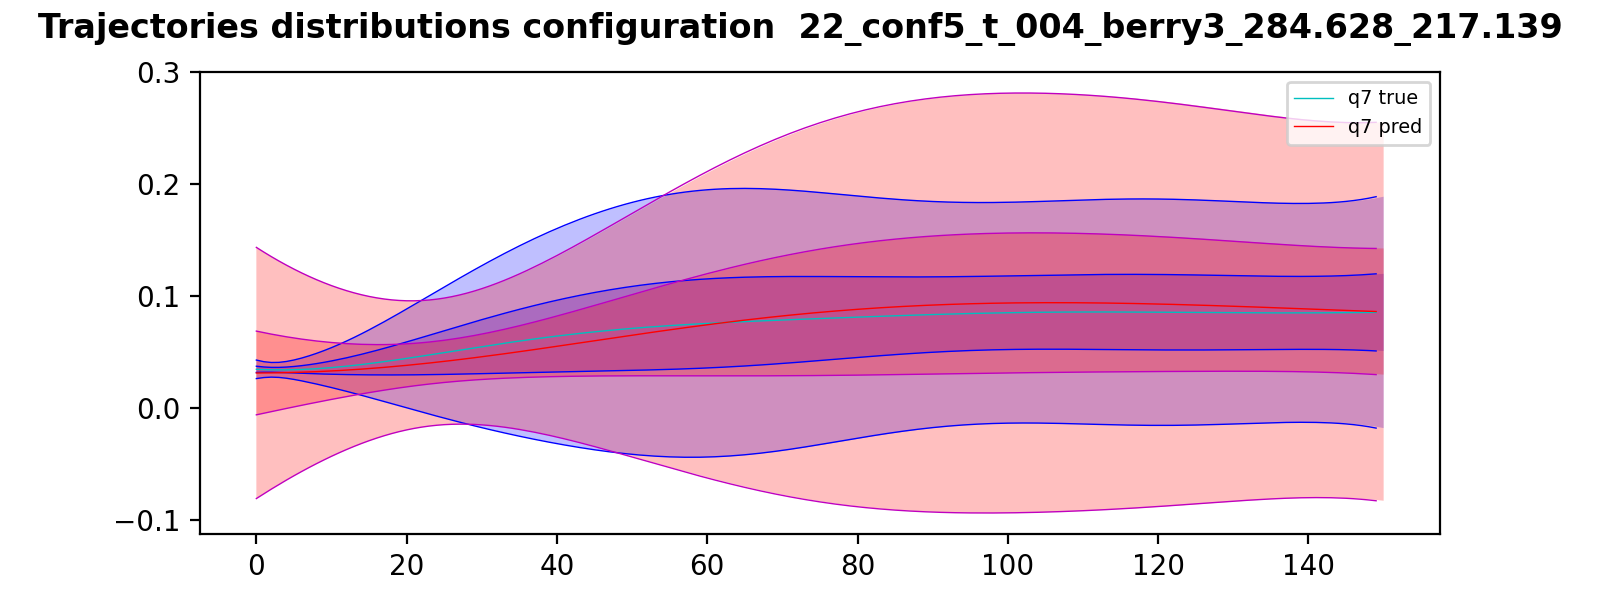 Trajectories distributions configuration  22_conf5_t_004_berry3_284.628_217.139
0.3
0.2
0.1
0.0
−0.1
q7 true
q7 pred
0 20 40 60 80 100 120 140